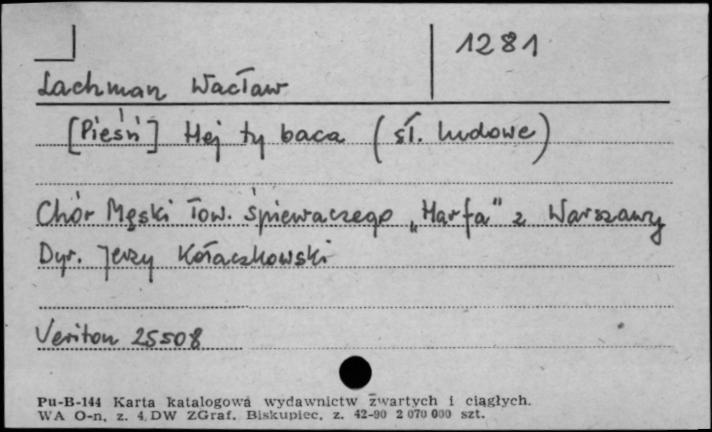 1281
Lachman Wacław
[Pieśń] Hej ty baca (sł. ludowe)
Chór Męski Tow. śpiewaczego „Harfa" z Warszawy
Dyr. Jerzy Kołaczkowski
Veriton 25508
Pu-B-144 Karta katalogowa wydawnictw zwartych i ciągłych.
WA O-n. z. 4. DW ZGraf. Biskupiec. z. 42-90 2 070 000 szt.